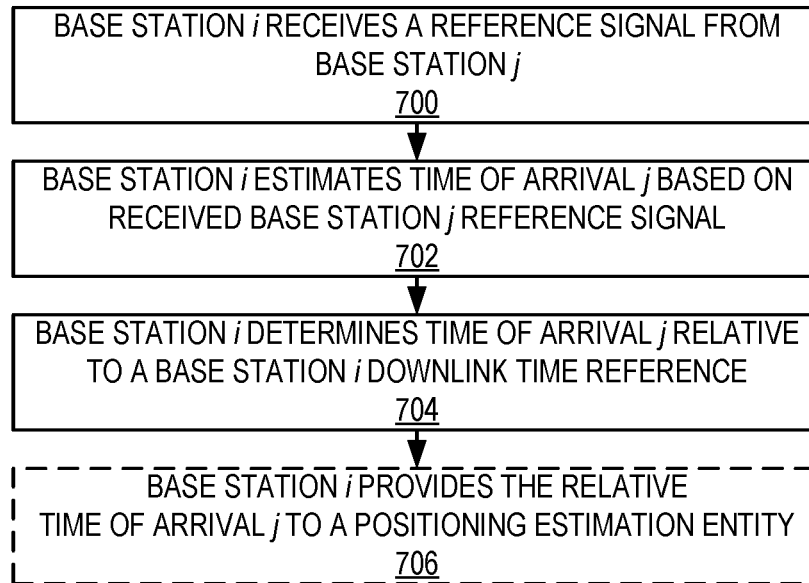 BASE STATION i RECEIVES A REFERENCE SIGNAL FROM
BASE STATION j
700
BASE STATION i ESTIMATES TIME OF ARRIVAL j BASED ON
RECEIVED BASE STATION j REFERENCE SIGNAL
702
BASE STATION i DETERMINES TIME OF ARRIVAL j RELATIVE
TO A BASE STATION i DOWNLINK TIME REFERENCE
704
BASE STATION i PROVIDES THE RELATIVE
TIME OF ARRIVAL j TO A POSITIONING ESTIMATION ENTITY
706